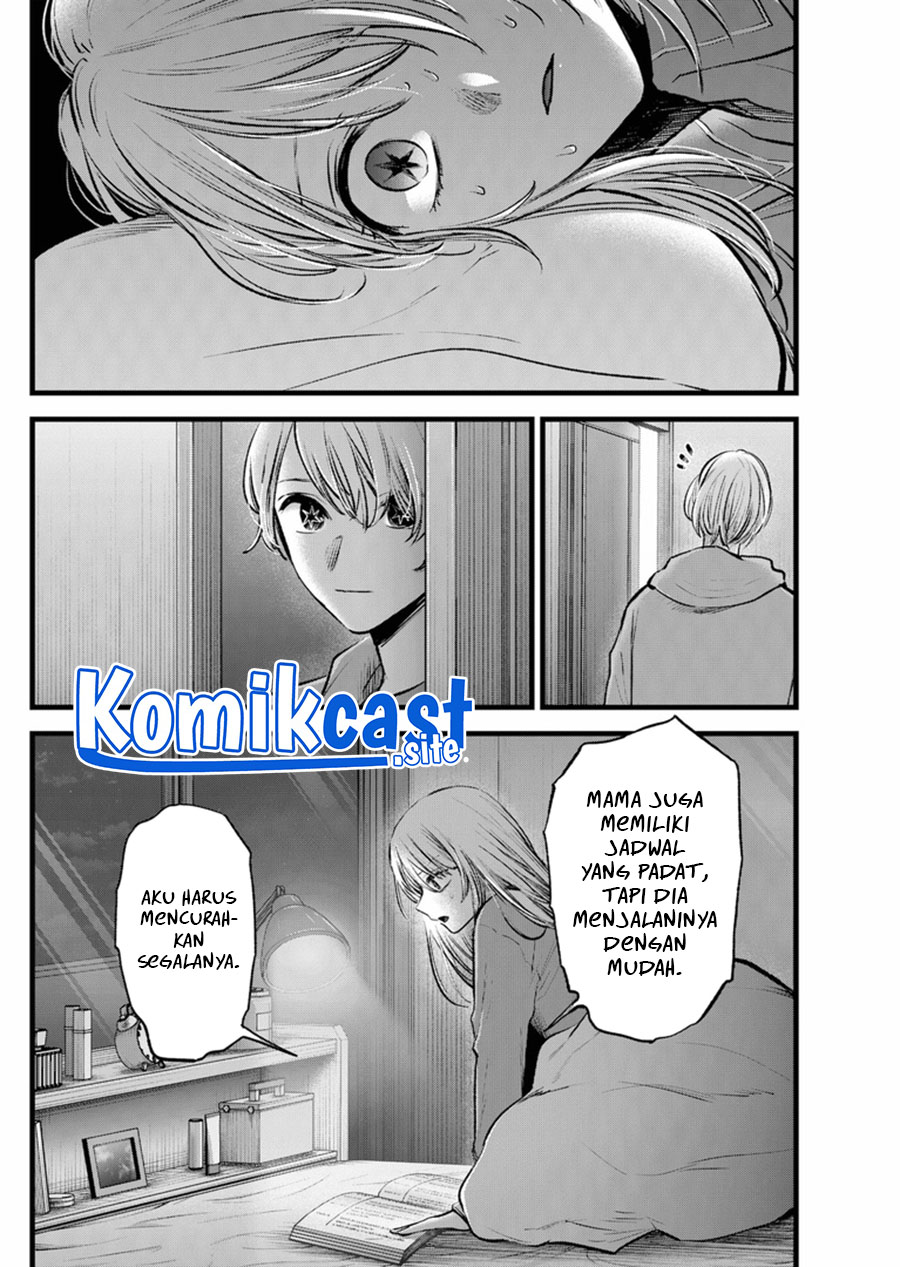 Komikcast
.site
MAMA JUGA
MEMILIKI
JADWAL
YANG PADAT,
TAPI DIA
MENJALANINYA
DENGAN
MUDAH.
AKU HARUS
MENCURAH-
KAN
SEGALANYA.